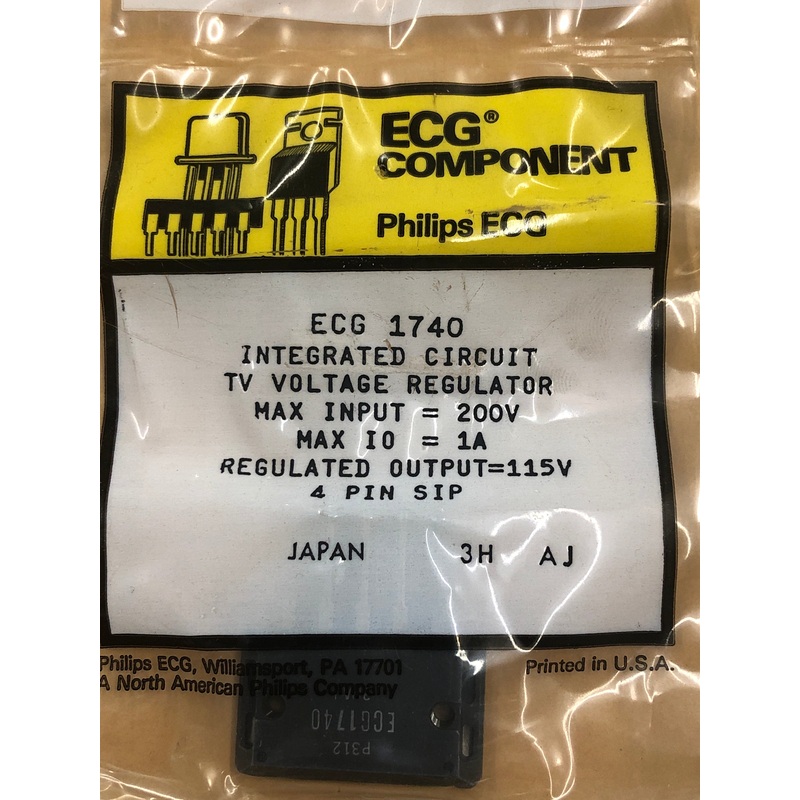 ECG®
COMPONENT
Philips ECG
ECG 1740
INTEGRATED CIRCUIT
TV VOLTAGE REGULATOR
MAX INPUT = 200V
MAX IO = 1A
REGULATED OUTPUT=115V
4 PIN SIP
JAPAN 3H AJ
Philips ECG, Williamsport, PA 17701
A North American Philips Company
Printed in U.S.A.
ECG1740
P312